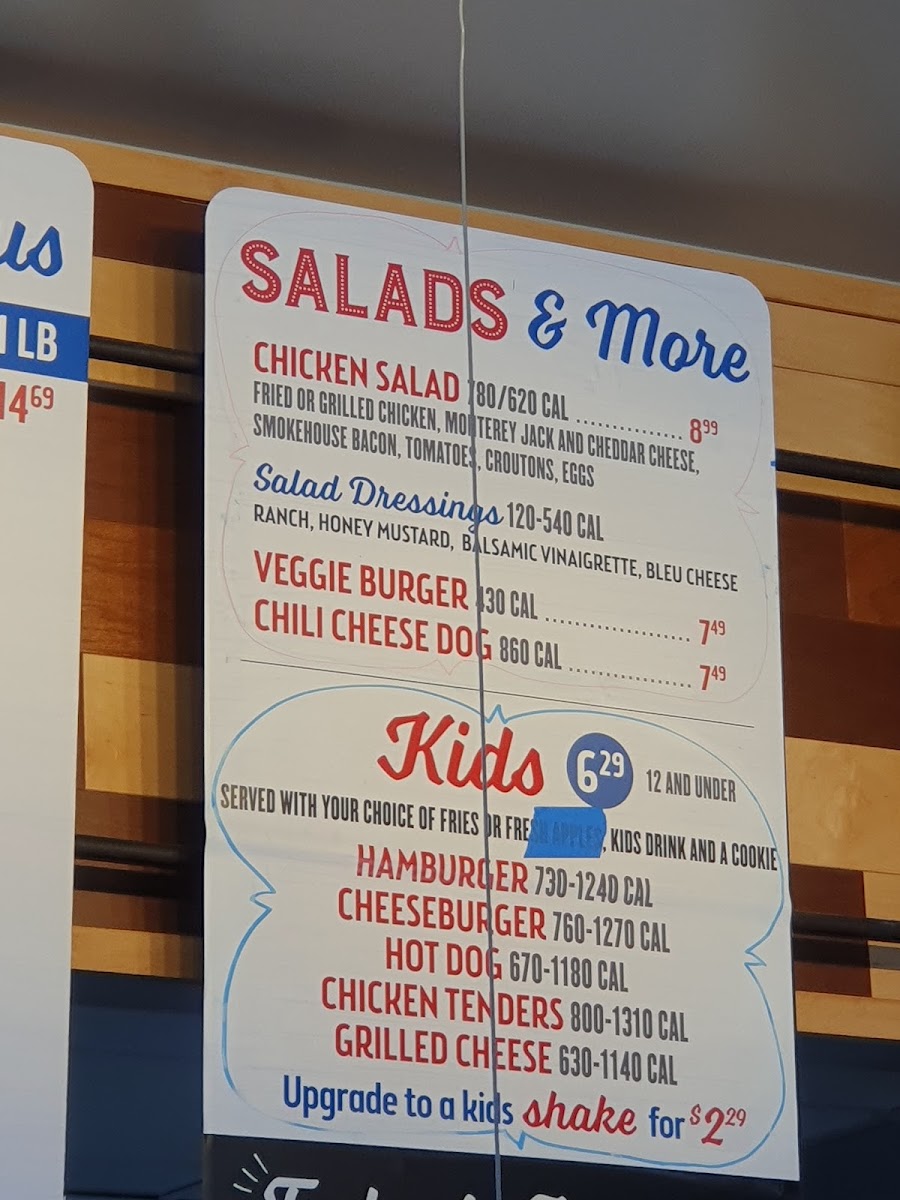 us
1 LB
14 69
SALADS & More
CHICKEN SALAD 780/620 CAL ............... 8 99
FRIED OR GRILLED CHICKEN, MONTEREY JACK AND CHEDDAR CHEESE,
SMOKEHOUSE BACON, TOMATOES, CROUTONS, EGGS
Salad Dressings 120-540 CAL
RANCH, HONEY MUSTARD, BALSAMIC VINAIGRETTE, BLEU CHEESE
VEGGIE BURGER 430 CAL .................... 7 49
CHILI CHEESE DOG 860 CAL ................. 7 49
Kids 6 29 12 AND UNDER
SERVED WITH YOUR CHOICE OF FRIES OR FRESH APPLES, KIDS DRINK AND A COOKIE
HAMBURGER 730-1240 CAL
CHEESEBURGER 760-1270 CAL
HOT DOG 670-1180 CAL
CHICKEN TENDERS 800-1310 CAL
GRILLED CHEESE 630-1140 CAL
Upgrade to a kids shake for $2 29